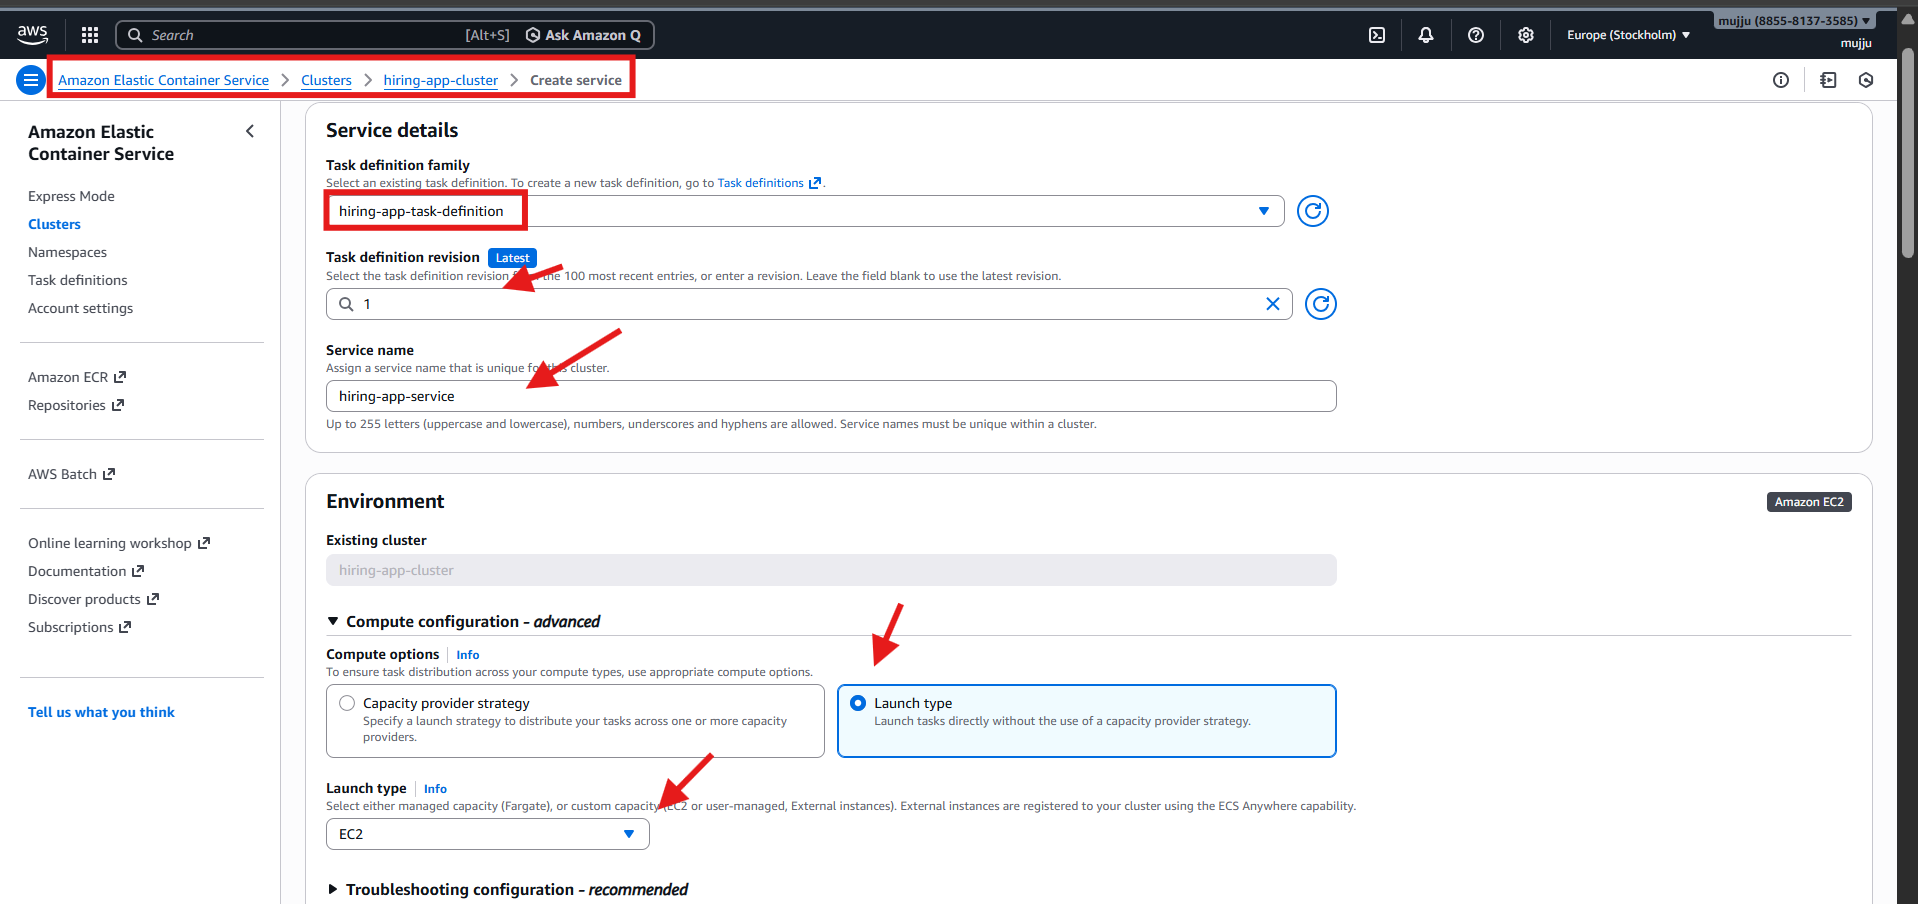 mujju (8855-8137-3585)
aws
Search [Alt+S] Ask Amazon Q
Europe (Stockholm)
mujju
Amazon Elastic Container Service > Clusters > hiring-app-cluster > Create service
Amazon Elastic
Container Service
Express Mode
Clusters
Namespaces
Task definitions
Account settings
Amazon ECR
Repositories
AWS Batch
Online learning workshop
Documentation
Discover products
Subscriptions
Tell us what you think
Service details
Task definition family
Select an existing task definition. To create a new task definition, go to Task definitions .
hiring-app-task-definition
Task definition revision Latest
Select the task definition revision the 100 most recent entries, or enter a revision. Leave the field blank to use the latest revision.
1
Service name
Assign a service name that is unique for this cluster.
hiring-app-service
Up to 255 letters (uppercase and lowercase), numbers, underscores and hyphens are allowed. Service names must be unique within a cluster.
Environment
Amazon EC2
Existing cluster
hiring-app-cluster
Compute configuration - advanced
Compute options Info
To ensure task distribution across your compute types, use appropriate compute options.
Capacity provider strategy
Specify a launch strategy to distribute your tasks across one or more capacity
providers.
Launch type
Launch tasks directly without the use of a capacity provider strategy.
Launch type Info
Select either managed capacity (Fargate), or custom capacity (EC2 or user-managed, External instances). External instances are registered to your cluster using the ECS Anywhere capability.
EC2
Troubleshooting configuration - recommended